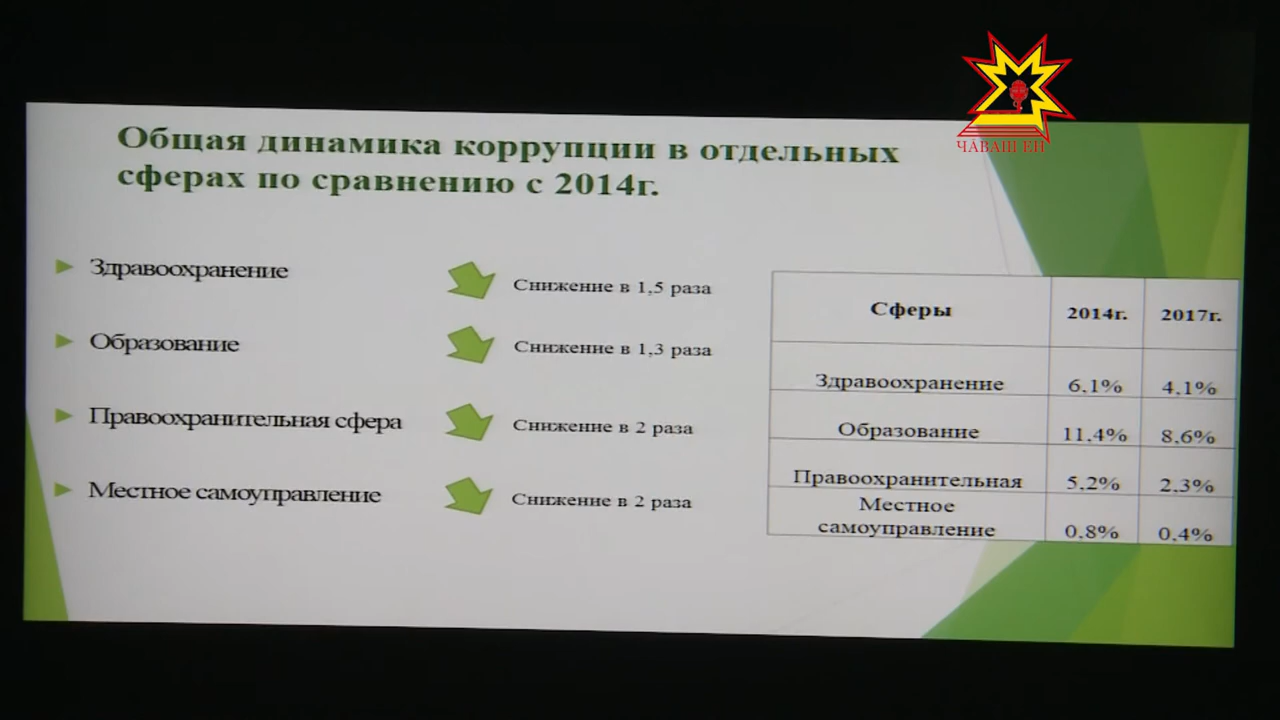 ЧӐВАШ ЕН
Общая динамика коррупции в отдельных
сферах по сравнению с 2014г.
Здравоохранение
Снижение в 1,5 раза
Образование
Снижение в 1,3 раза
Правоохранительная сфера
Снижение в 2 раза
Местное самоуправление
Снижение в 2 раза
Сферы 2014г. 2017г.
Здравоохранение 6,1% 4,1%
Образование 11,4% 8,6%
Правоохранительная 5,2% 2,3%
Местное
самоуправление 0,8% 0,4%